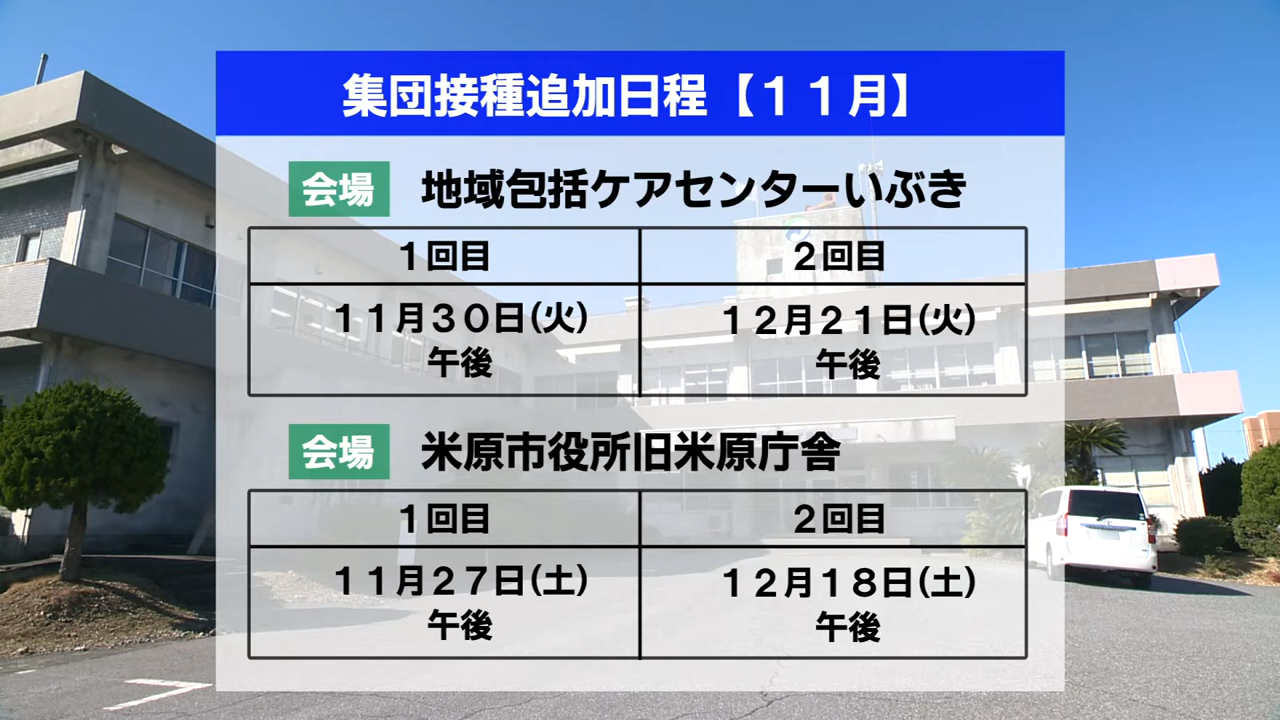 集団接種追加日程【１１月】
会場 地域包括ケアセンターいぶき
１回目 ２回目
１１月３０日(火) １２月２１日(火)
午後 午後
会場 米原市役所旧米原庁舎
１回目 ２回目
１１月２７日(土) １２月１８日(土)
午後 午後